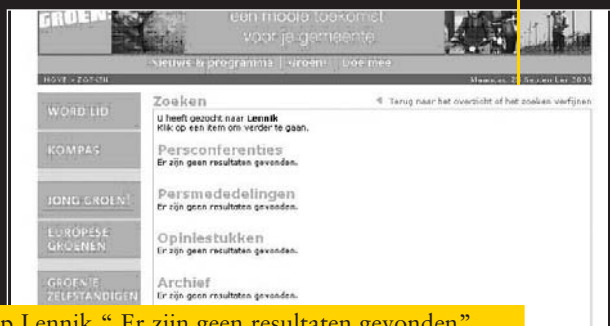 GROEN!
een mooie toekomst
voor je gemeente
Nieuws & programma | Groen! | Doe mee
HOME > ZOEKEN
WORD LID
KOMPAS
JONG GROEN!
EUROPESE
GROENEN
GROENE
ZELFSTANDIGEN
Zoeken
Terug naar het overzicht of het zoeken verfijnen
U heeft gezocht naar Lennik
Klik op een item om verder te gaan.
Persconferenties
Er zijn geen resultaten gevonden.
Persmededelingen
Er zijn geen resultaten gevonden.
Opiniestukken
Er zijn geen resultaten gevonden.
Archief
Er zijn geen resultaten gevonden.
p Lennik “ Er zijn geen resultaten gevonden”